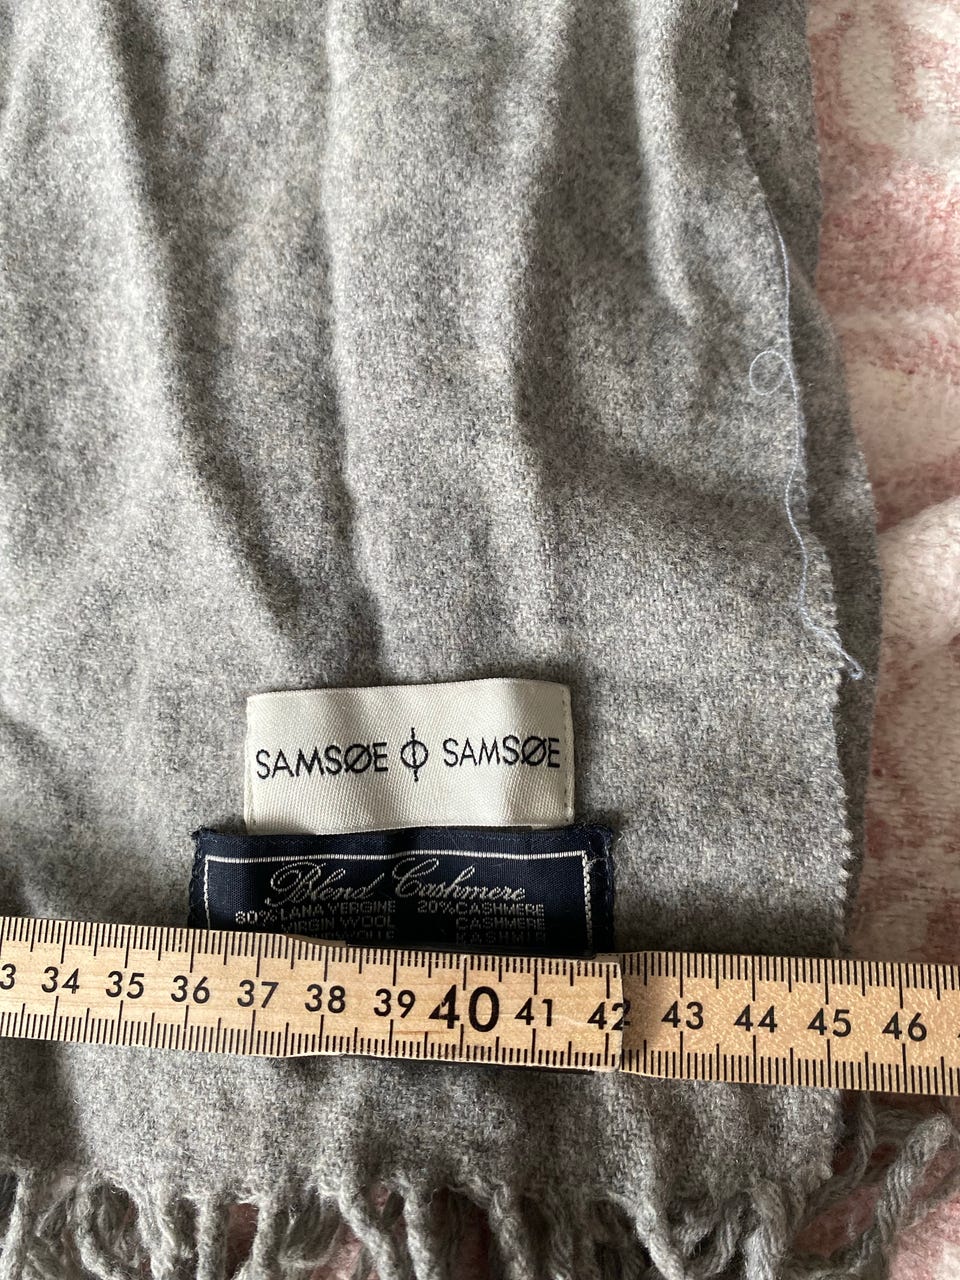 SAMSØE ϕ SAMSØE
Blend Cashmere
80% LANA VERGINE 20% CASHMERE
VIRGIN WOOL CASHMERE
3 34 35 36 37 38 39 40 41 42 43 44 45 46